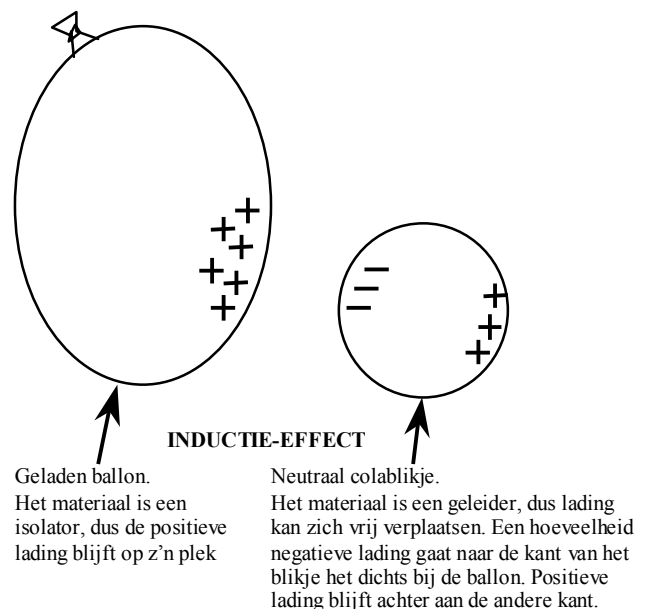 INDUCTIE-EFFECT
Geladen ballon.
Het materiaal is een
isolator, dus de positieve
lading blijft op z'n plek
Neutraal colablikje.
Het materiaal is een geleider, dus lading
kan zich vrij verplaatsen. Een hoeveelheid
negatieve lading gaat naar de kant van het
blikje het dichts bij de ballon. Positieve
lading blijft achter aan de andere kant.